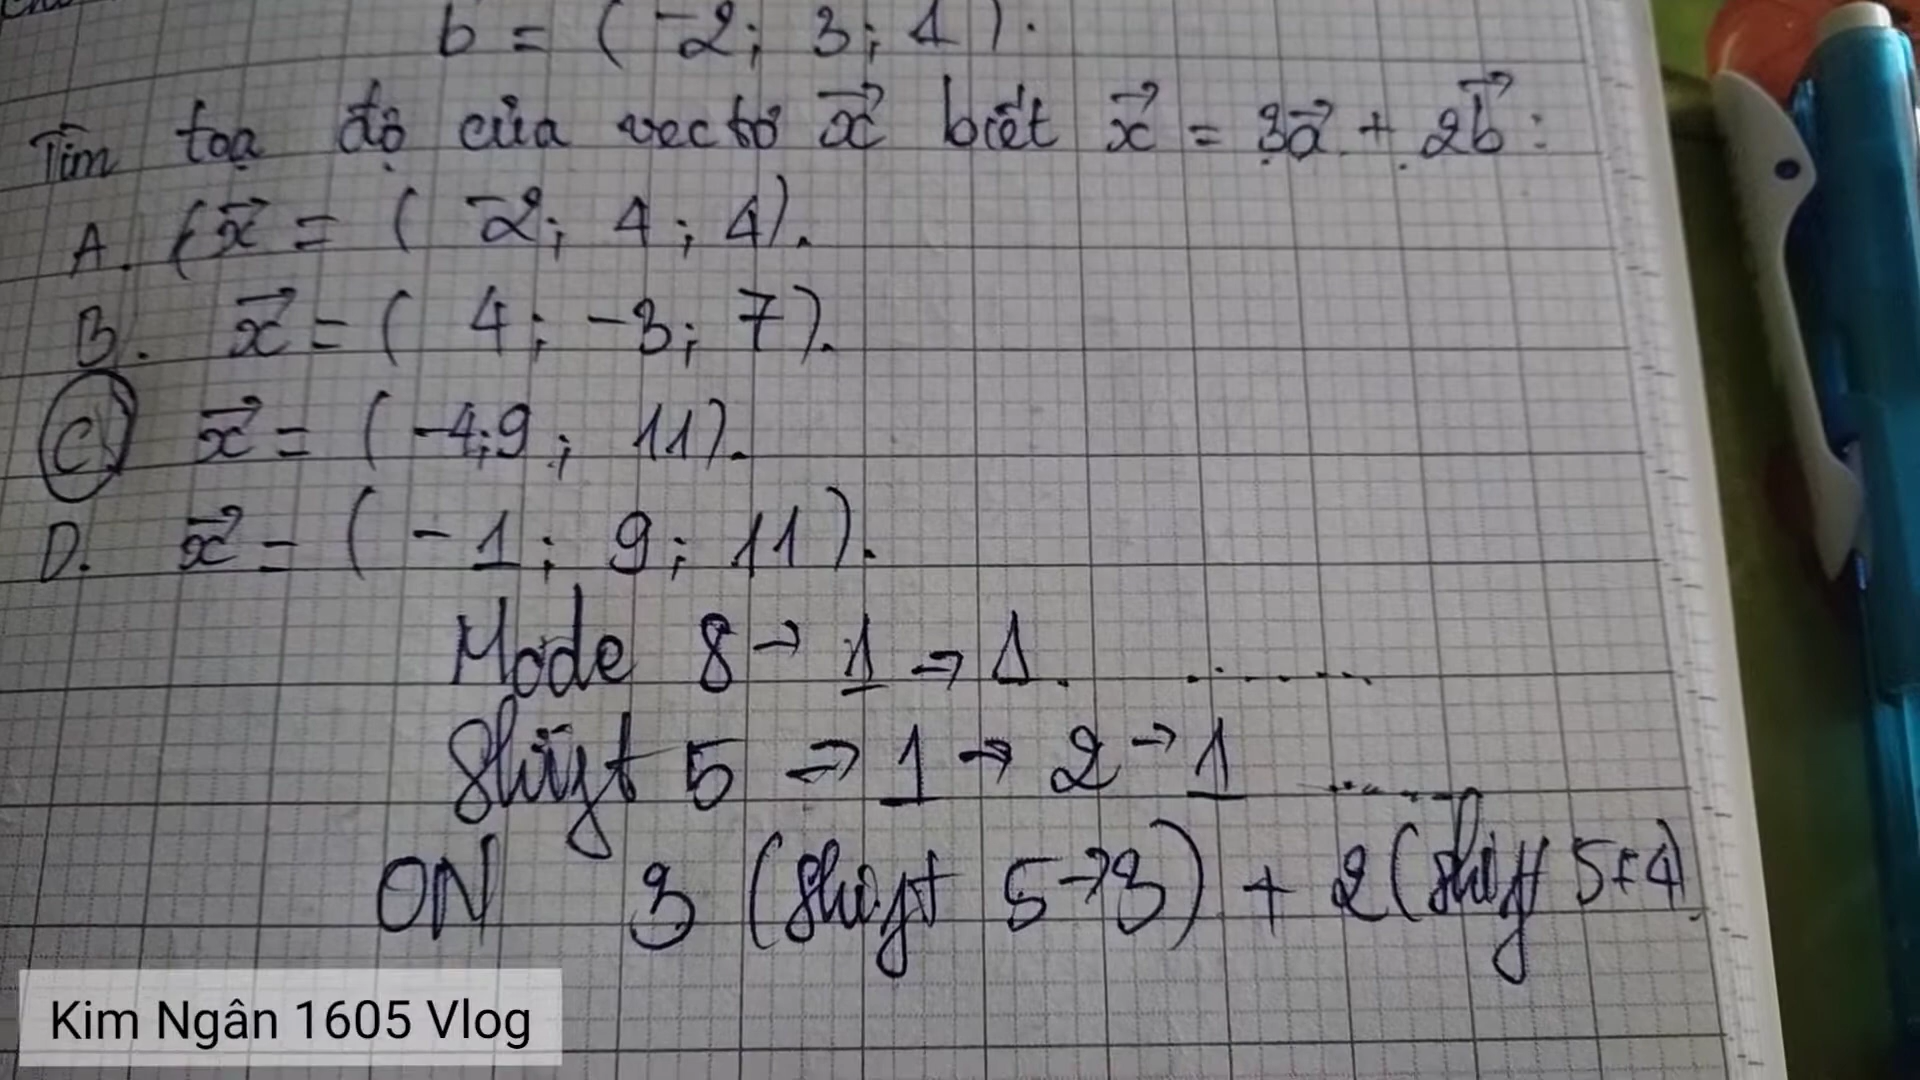 b = (-2; 3; 1).
Tìm toạ độ của vectơ x⃗ biết x⃗ = 3a⃗ + 2b⃗:
A. (x⃗ = (-2; 4; 4).
B. x⃗ = (4; -3; 7).
C) x⃗ = (-4;9; 11).
D. x⃗ = (-1; 9; 11).
Mode 8 → 1 → 1. .......
Shift 5 → 1 → 2 → 1 .......
ON 3 (Shift 5 → 3) + 2 (Shift 5 + 4)
Kim Ngân 1605 Vlog